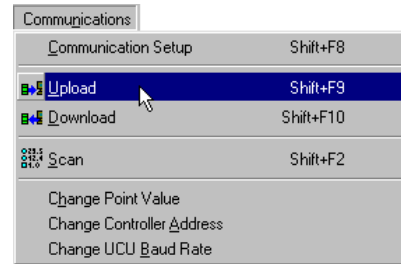 Communications
Communication Setup Shift+F8
Upload Shift+F9
Download Shift+F10
Scan Shift+F2
Change Point Value
Change Controller Address
Change UCU Baud Rate